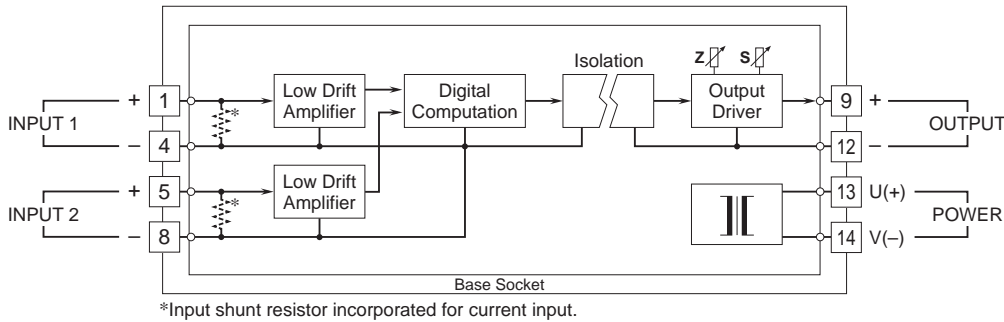 Isolation
Z S
Low Drift
Amplifier
Digital
Computation
Output
Driver
INPUT 1
+ 1
– 4
9 +
12 –
OUTPUT
INPUT 2
+ 5
– 8
Low Drift
Amplifier
13 U(+)
14 V(–)
POWER
*
*
Base Socket
*Input shunt resistor incorporated for current input.